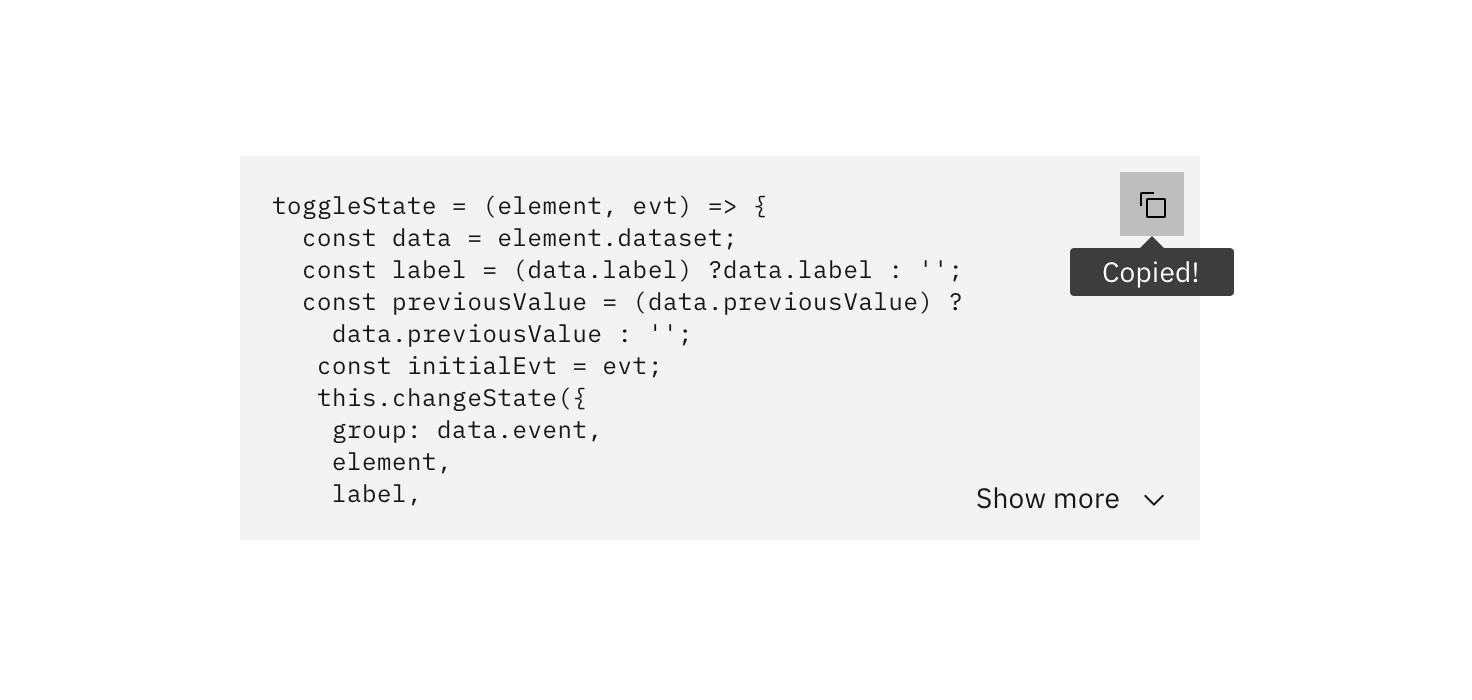 toggleState = (element, evt) => {
  const data = element.dataset;
  const label = (data.label) ?data.label : '';
  const previousValue = (data.previousValue) ?
    data.previousValue : '';
   const initialEvt = evt;
   this.changeState({
    group: data.event,
    element,
    label,
Copied!
Show more